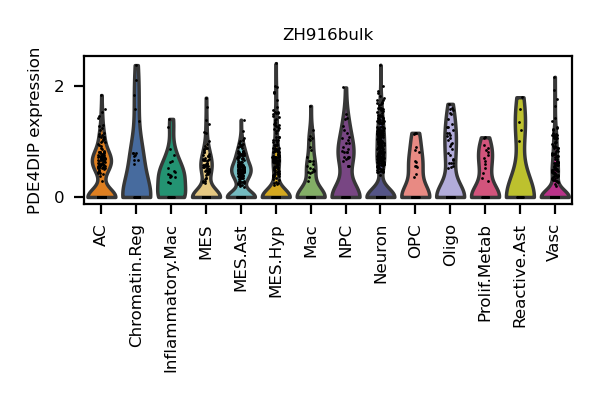 ZH916bulk
PDE4DIP expression
2
0
AC
Chromatin.Reg
Inflammatory.Mac
MES
MES.Ast
MES.Hyp
Mac
NPC
Neuron
OPC
Oligo
Prolif.Metab
Reactive.Ast
Vasc